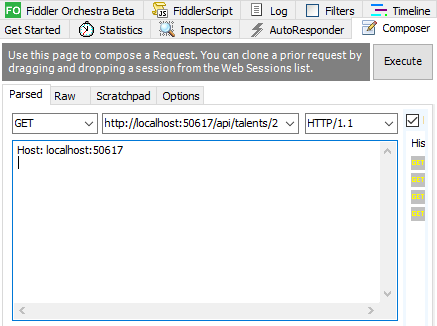 FO Fiddler Orchestra Beta FiddlerScript Log Filters Timeline
Get Started Statistics Inspectors AutoResponder Composer
Use this page to compose a Request. You can clone a prior request by
dragging and dropping a session from the Web Sessions list.
Execute
Parsed Raw Scratchpad Options
GET http://localhost:50617/api/talents/2 HTTP/1.1
Host: localhost:50617
His
GET
GET
GET
GET